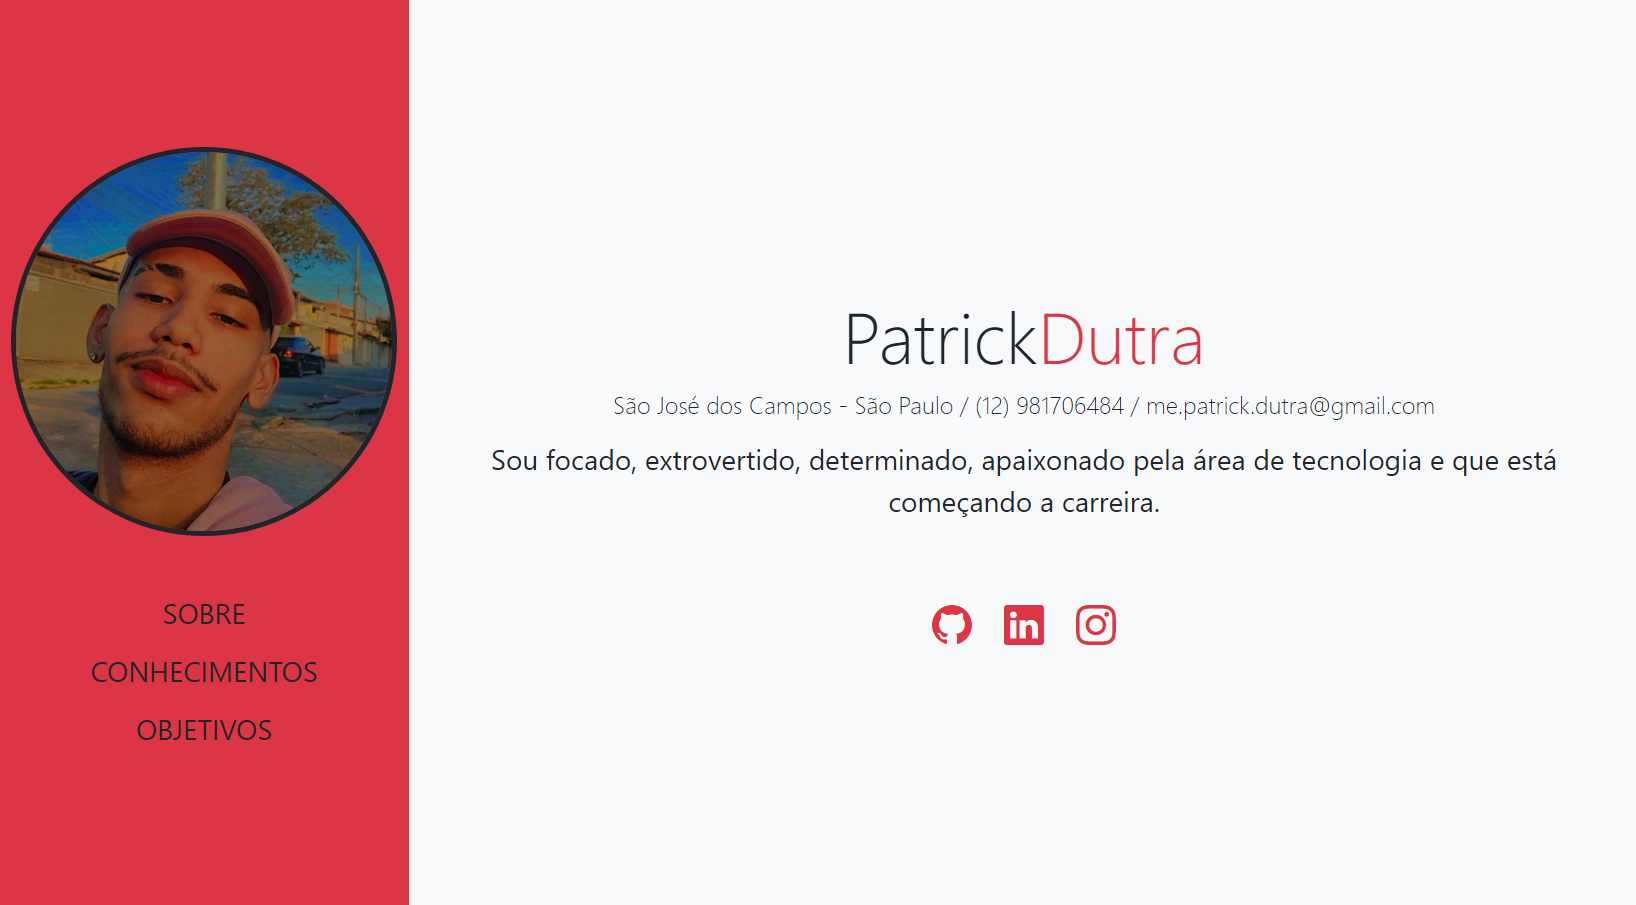 SOBRE
CONHECIMENTOS
OBJETIVOS
PatrickDutra
São José dos Campos - São Paulo / (12) 981706484 / me.patrick.dutra@gmail.com
Sou focado, extrovertido, determinado, apaixonado pela área de tecnologia e que está
começando a carreira.
in